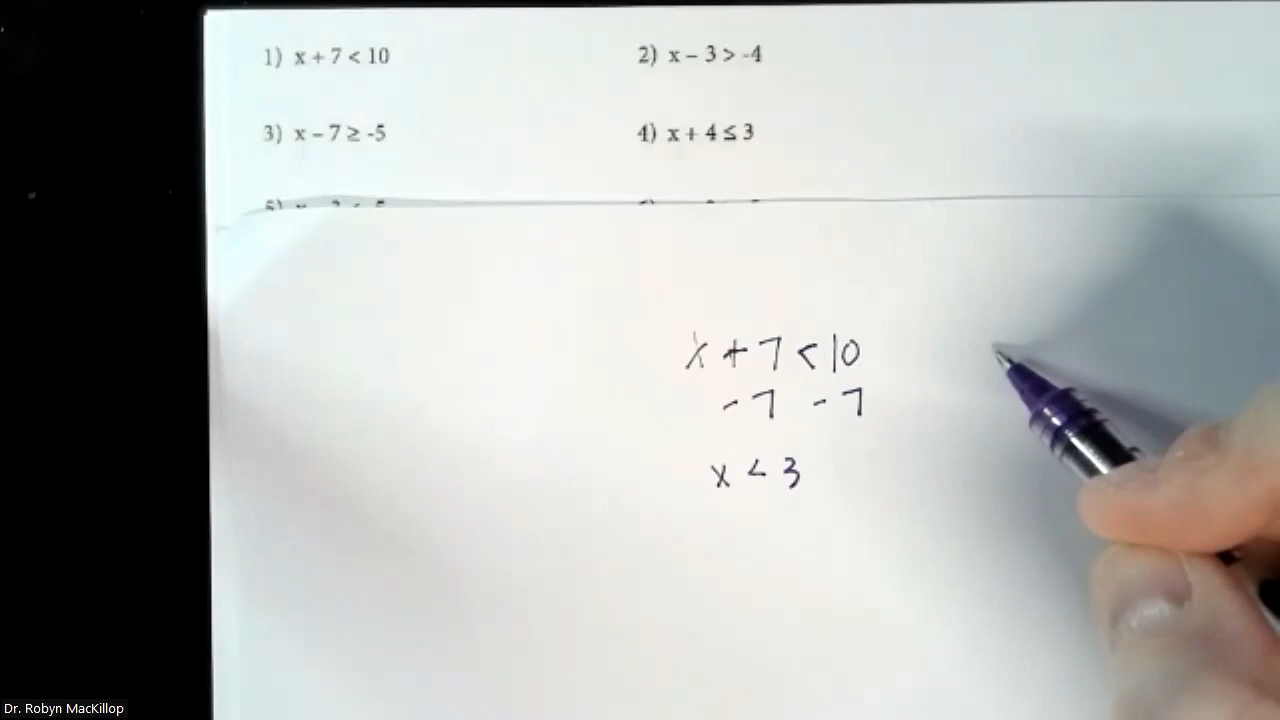 1) x + 7 < 10
2) x – 3 > -4
3) x – 7 ≥ -5
4) x + 4 ≤ 3
x + 7 < 10
- 7 - 7
x < 3
Dr. Robyn MacKillop